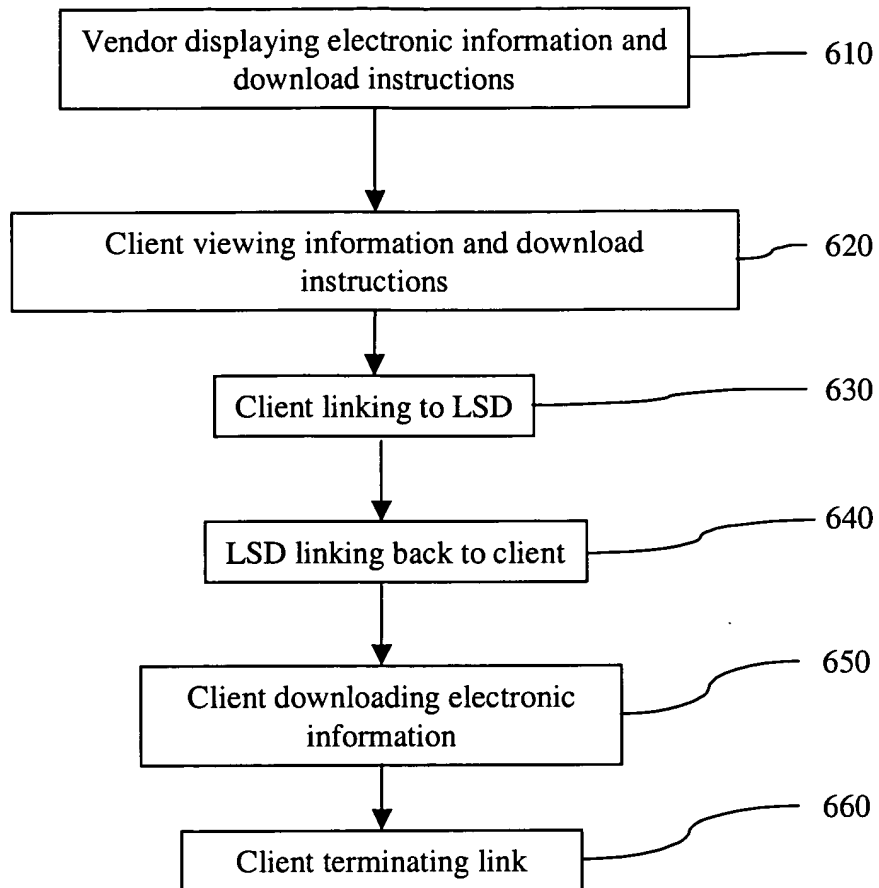 Vendor displaying electronic information and
download instructions
610
Client viewing information and download
instructions
620
Client linking to LSD
630
LSD linking back to client
640
Client downloading electronic
information
650
Client terminating link
660